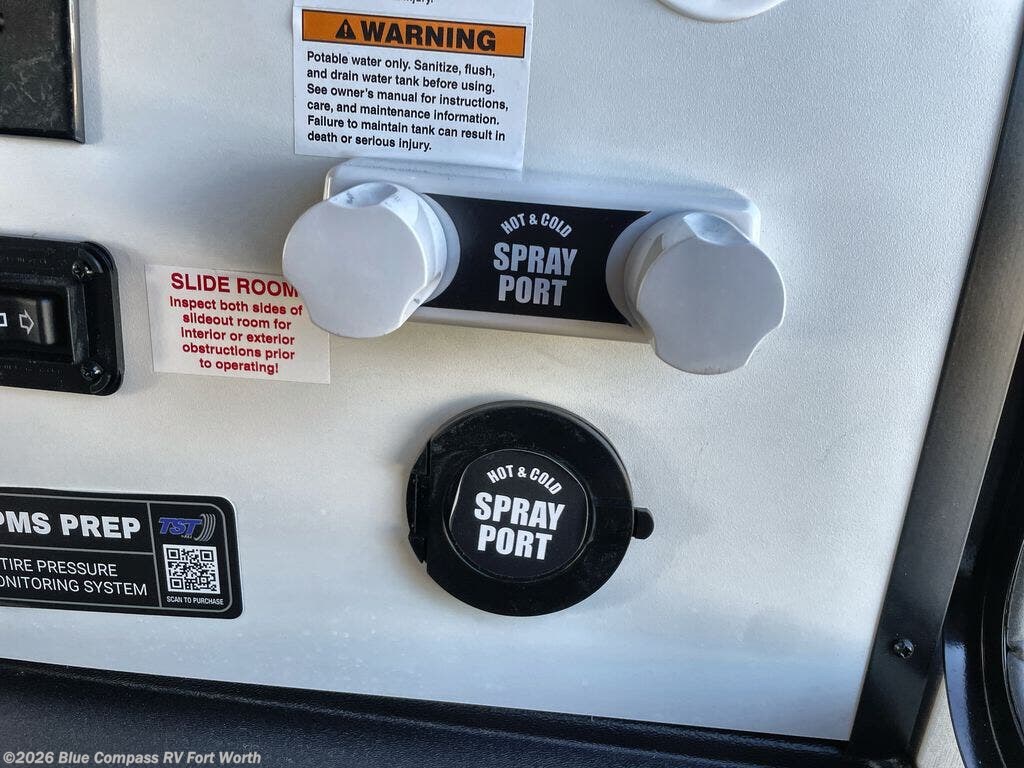 injury.
WARNING
Potable water only. Sanitize, flush,
and drain water tank before using.
See owner's manual for instructions,
care, and maintenance information.
Failure to maintain tank can result in
death or serious injury.
HOT & COLD
SPRAY
PORT
SLIDE ROOM
Inspect both sides of
slideout room for
interior or exterior
obstructions prior
to operating!
HOT & COLD
SPRAY
PORT
PMS PREP
TST
TIRE PRESSURE
ONITORING SYSTEM
SCAN TO PURCHASE
©2026 Blue Compass RV Fort Worth